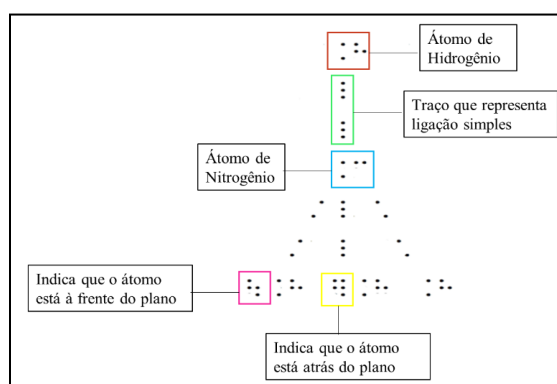 Átomo de
Hidrogênio
Traço que representa
ligação simples
Átomo de
Nitrogênio
Indica que o átomo
está à frente do plano
Indica que o átomo
está atrás do plano